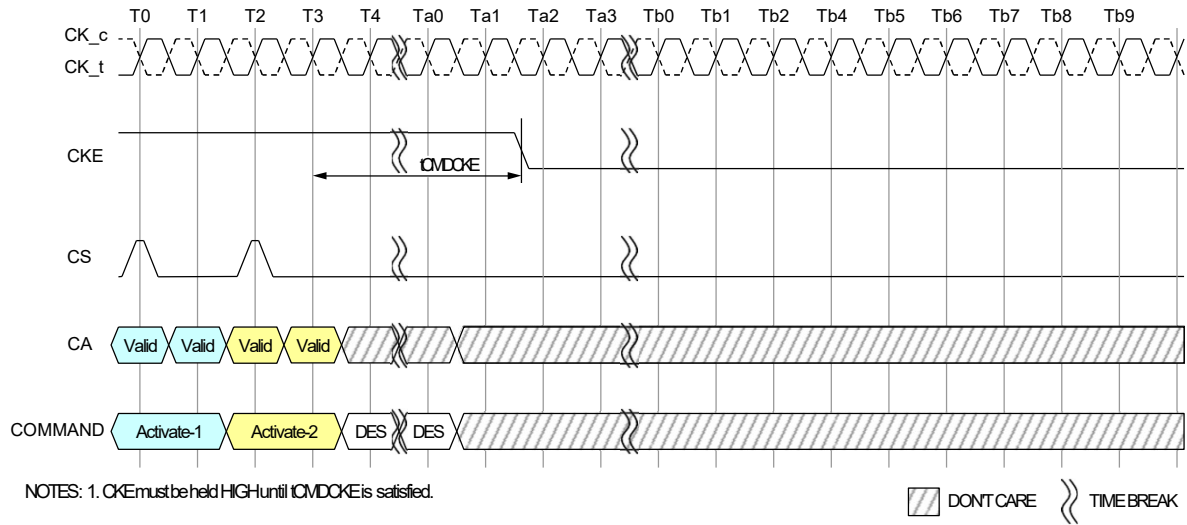 T0 T1 T2 T3 T4 Ta0 Ta1 Ta2 Ta3 Tb0 Tb1 Tb2 Tb4 Tb5 Tb6 Tb7 Tb8 Tb9
CK_c
CK_t
CKE
tCMDCKE
CS
CA Valid Valid Valid Valid
COMMAND Activate-1 Activate-2 DES DES
NOTES: 1. CKE must be held HIGH until tCMDCKE is satisfied.
DON'T CARE TIME BREAK